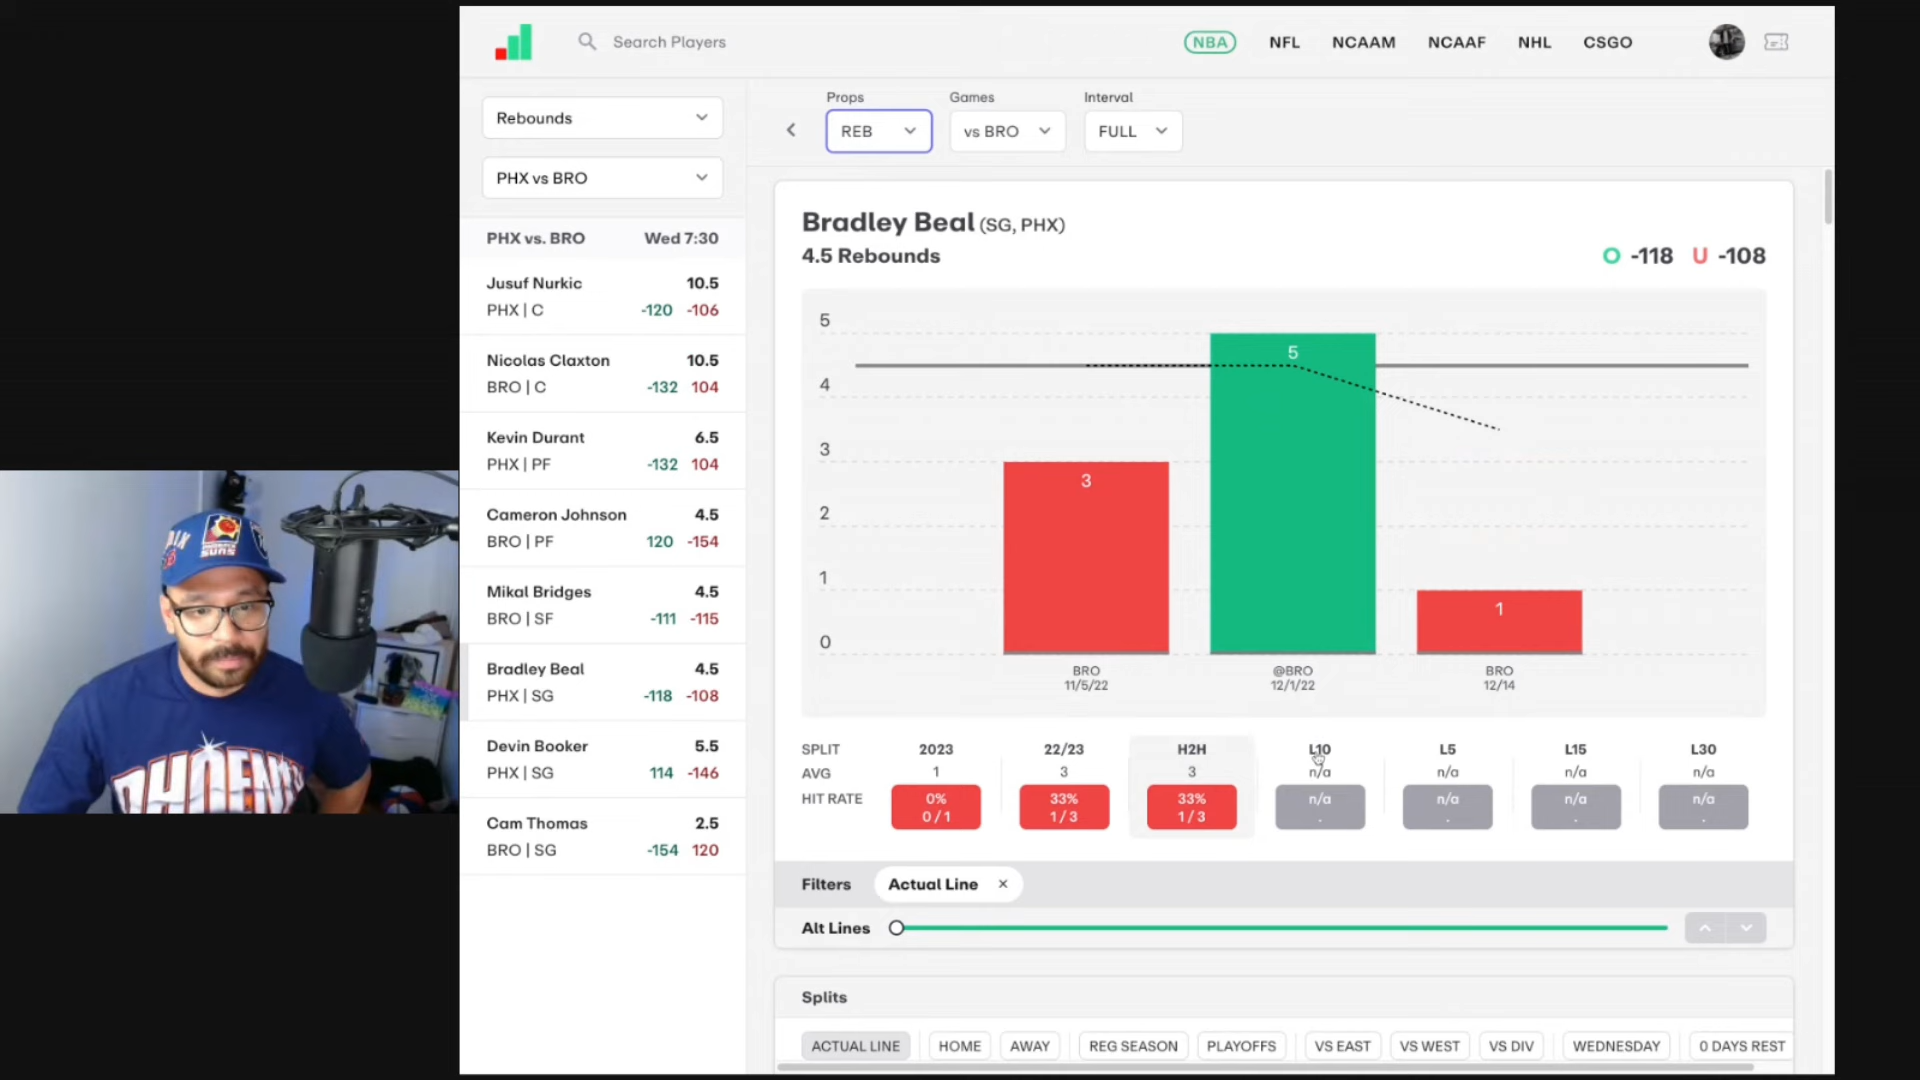 Search Players
NBA
NFL
NCAAM
NCAAF
NHL
CSGO
Rebounds
PHX vs BRO
PHX vs. BRO Wed 7:30
Jusuf Nurkic 10.5
PHX | C -120 -106
Nicolas Claxton 10.5
BRO | C -132 104
Kevin Durant 6.5
PHX | PF -132 104
Cameron Johnson 4.5
BRO | PF 120 -154
Mikal Bridges 4.5
BRO | SF -111 -115
Bradley Beal 4.5
PHX | SG -118 -108
Devin Booker 5.5
PHX | SG 114 -146
Cam Thomas 2.5
BRO | SG -154 120
Props Games Interval
REB vs BRO FULL
Bradley Beal (SG, PHX)
4.5 Rebounds O -118 U -108
5
4
3
2
1
0
3
5
1
BRO @BRO BRO
11/5/22 12/1/22 12/14
SPLIT 2023 22/23 H2H L10 L5 L15 L30
AVG 1 3 3 n/a n/a n/a n/a
HIT RATE 0% 33% 33% n/a n/a n/a n/a
0 / 1 1 / 3 1 / 3 . . . .
Filters Actual Line ×
Alt Lines
Splits
ACTUAL LINE HOME AWAY REG SEASON PLAYOFFS VS EAST VS WEST VS DIV WEDNESDAY 0 DAYS REST
SUNS
PHOENI